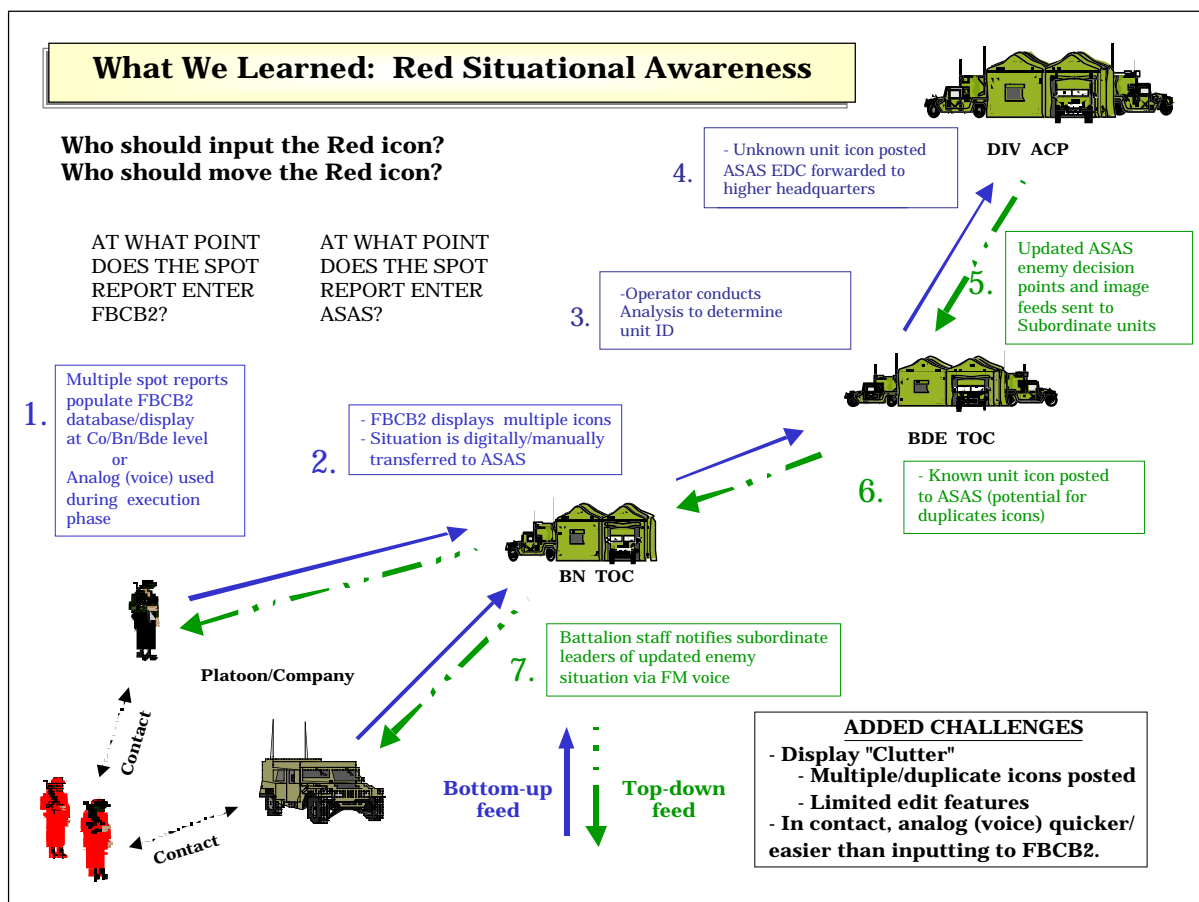 What We Learned:  Red Situational Awareness
Who should input the Red icon?
Who should move the Red icon?
AT WHAT POINT
DOES THE SPOT
REPORT ENTER
FBCB2?
AT WHAT POINT
DOES THE SPOT
REPORT ENTER
ASAS?
1.
Multiple spot reports
populate FBCB2
database/display
at Co/Bn/Bde level
or
Analog (voice) used
during execution
phase
2.
- FBCB2 displays multiple icons
- Situation is digitally/manually
transferred to ASAS
3.
-Operator conducts
Analysis to determine
unit ID
4.
- Unknown unit icon posted
ASAS EDC forwarded to
higher headquarters
DIV ACP
5.
Updated ASAS
enemy decision
points and image
feeds sent to
Subordinate units
BDE TOC
6.
- Known unit icon posted
to ASAS (potential for
duplicates icons)
BN TOC
7.
Battalion staff notifies subordinate
leaders of updated enemy
situation via FM voice
Platoon/Company
Contact
Contact
Bottom-up
feed
Top-down
feed
ADDED CHALLENGES
- Display "Clutter"
- Multiple/duplicate icons posted
- Limited edit features
- In contact, analog (voice) quicker/
easier than inputting to FBCB2.